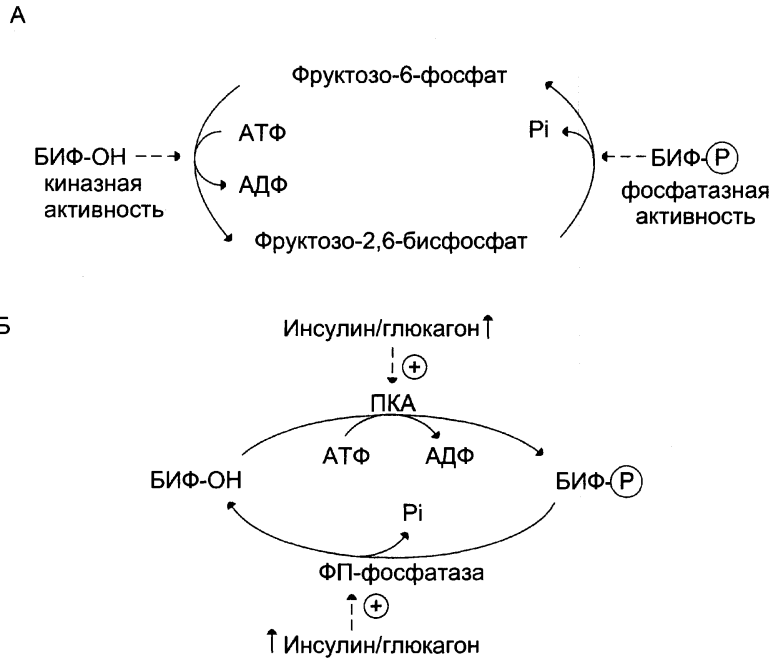 А
Фруктозо-6-фосфат
АТФ
Pi
БИФ-ОН
БИФ-P
киназная
активность
АДФ
фосфатазная
активность
Фруктозо-2,6-бисфосфат
Б
Инсулин/глюкагон↑
+
ПКА
АТФ
АДФ
БИФ-ОН
БИФ-P
Pi
ФП-фосфатаза
+
↑Инсулин/глюкагон